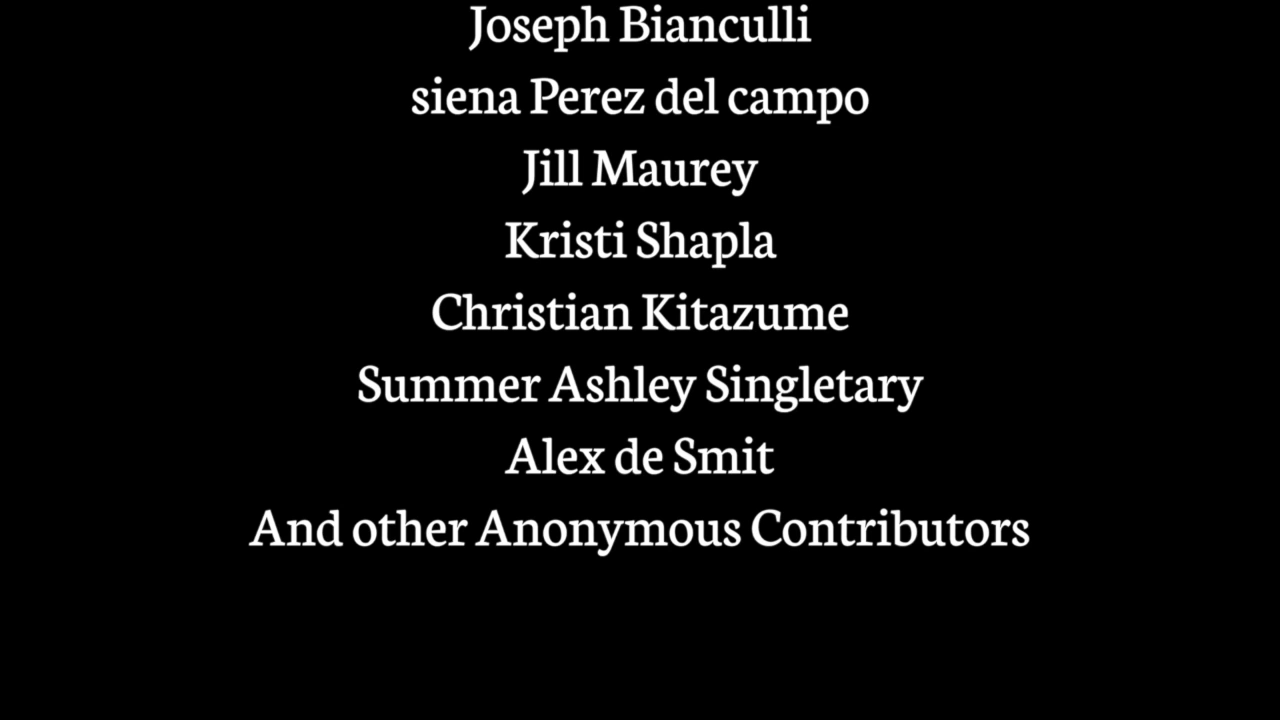 Joseph Bianculli
siena Perez del campo
Jill Maurey
Kristi Shapla
Christian Kitazume
Summer Ashley Singletary
Alex de Smit
And other Anonymous Contributors